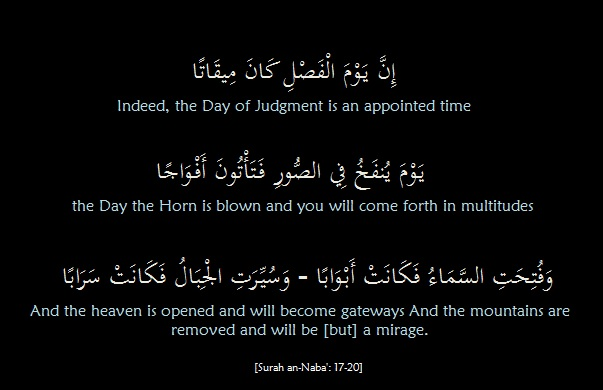 إِنَّ يَوْمَ الْفَصْلِ كَانَ مِيقَاتًا
Indeed, the Day of Judgment is an appointed time
يَوْمَ يُنفَخُ فِي الصُّورِ فَتَأْتُونَ أَفْوَاجًا
the Day the Horn is blown and you will come forth in multitudes
وَفُتِحَتِ السَّمَاءُ فَكَانَتْ أَبْوَابًا - وَسُيِّرَتِ الْجِبَالُ فَكَانَتْ سَرَابًا
And the heaven is opened and will become gateways And the mountains are
removed and will be [but] a mirage.
[Surah an-Naba': 17-20]